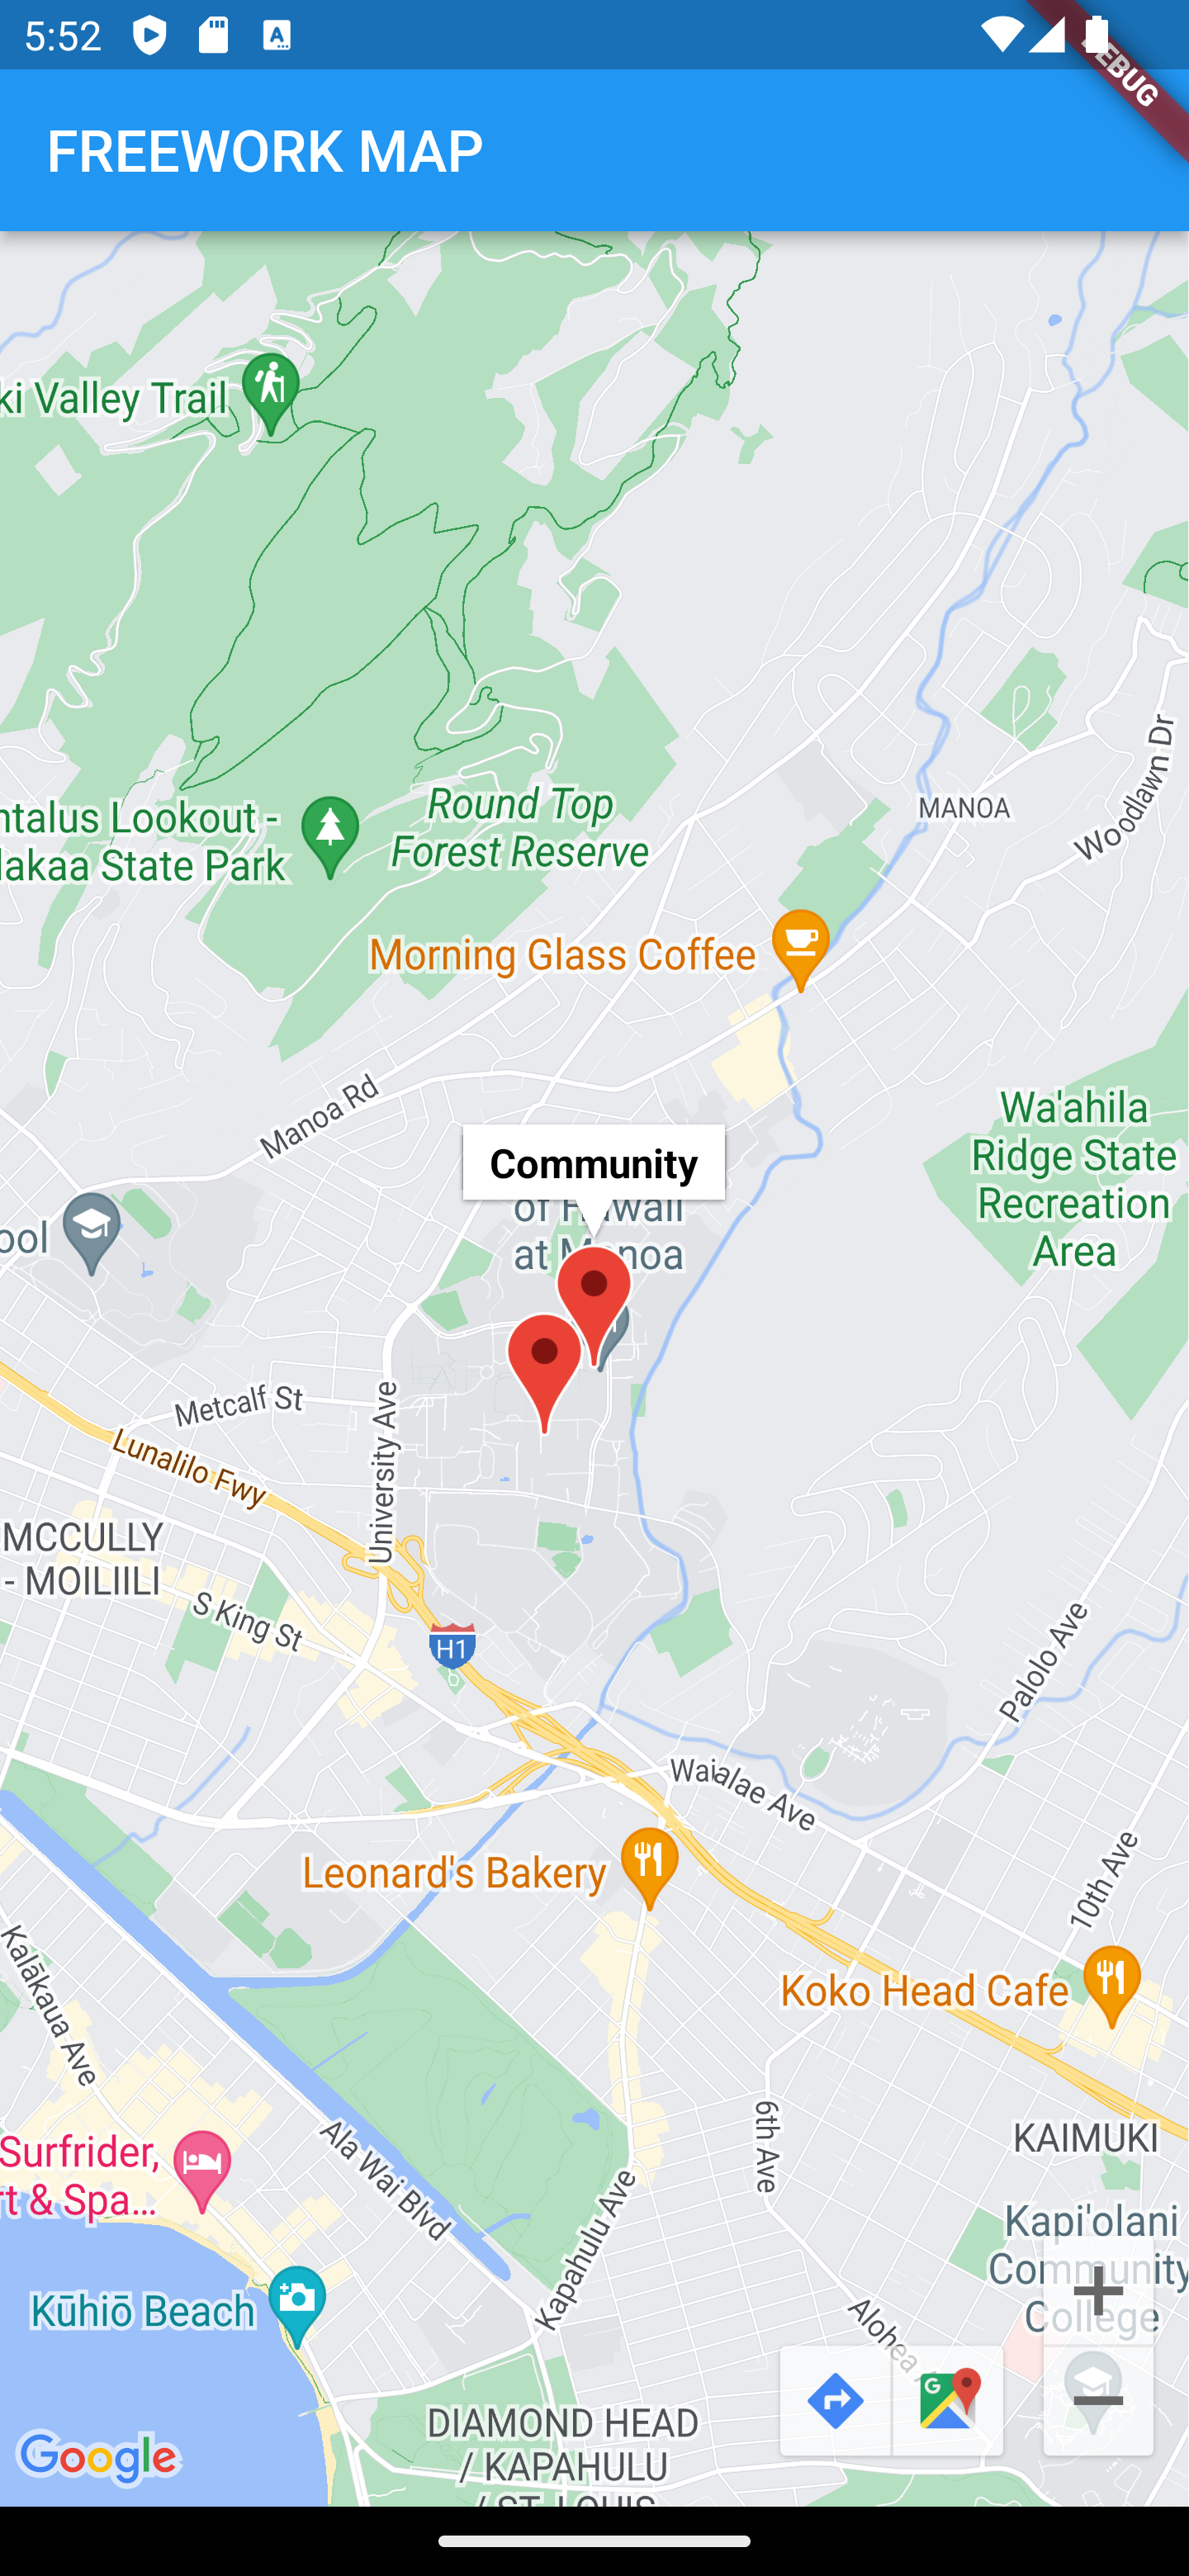 5:52
DEBUG
FREEWORK MAP
ki Valley Trail
ntalus Lookout -
akaa State Park
Round Top
Forest Reserve
MANOA
Woodlawn Dr
Morning Glass Coffee
Manoa Rd
Wa'ahila
Ridge State
Recreation
Area
Community
of Hawaii
at Manoa
ool
Metcalf St
University Ave
Lunalilo Fwy
MCCULLY
- MOILIILI
S King St
H1
Palolo Ave
Waialae Ave
Leonard's Bakery
10th Ave
Koko Head Cafe
Kalākaua Ave
6th Ave
KAIMUKI
Surfrider,
rt & Spa...
Ala Wai Blvd
Kapahulu Ave
Kapi'olani
Community
College
Kūhiō Beach
Alohea
G
DIAMOND HEAD
/ KAPAHULU
/ ST. LOUIS
Google